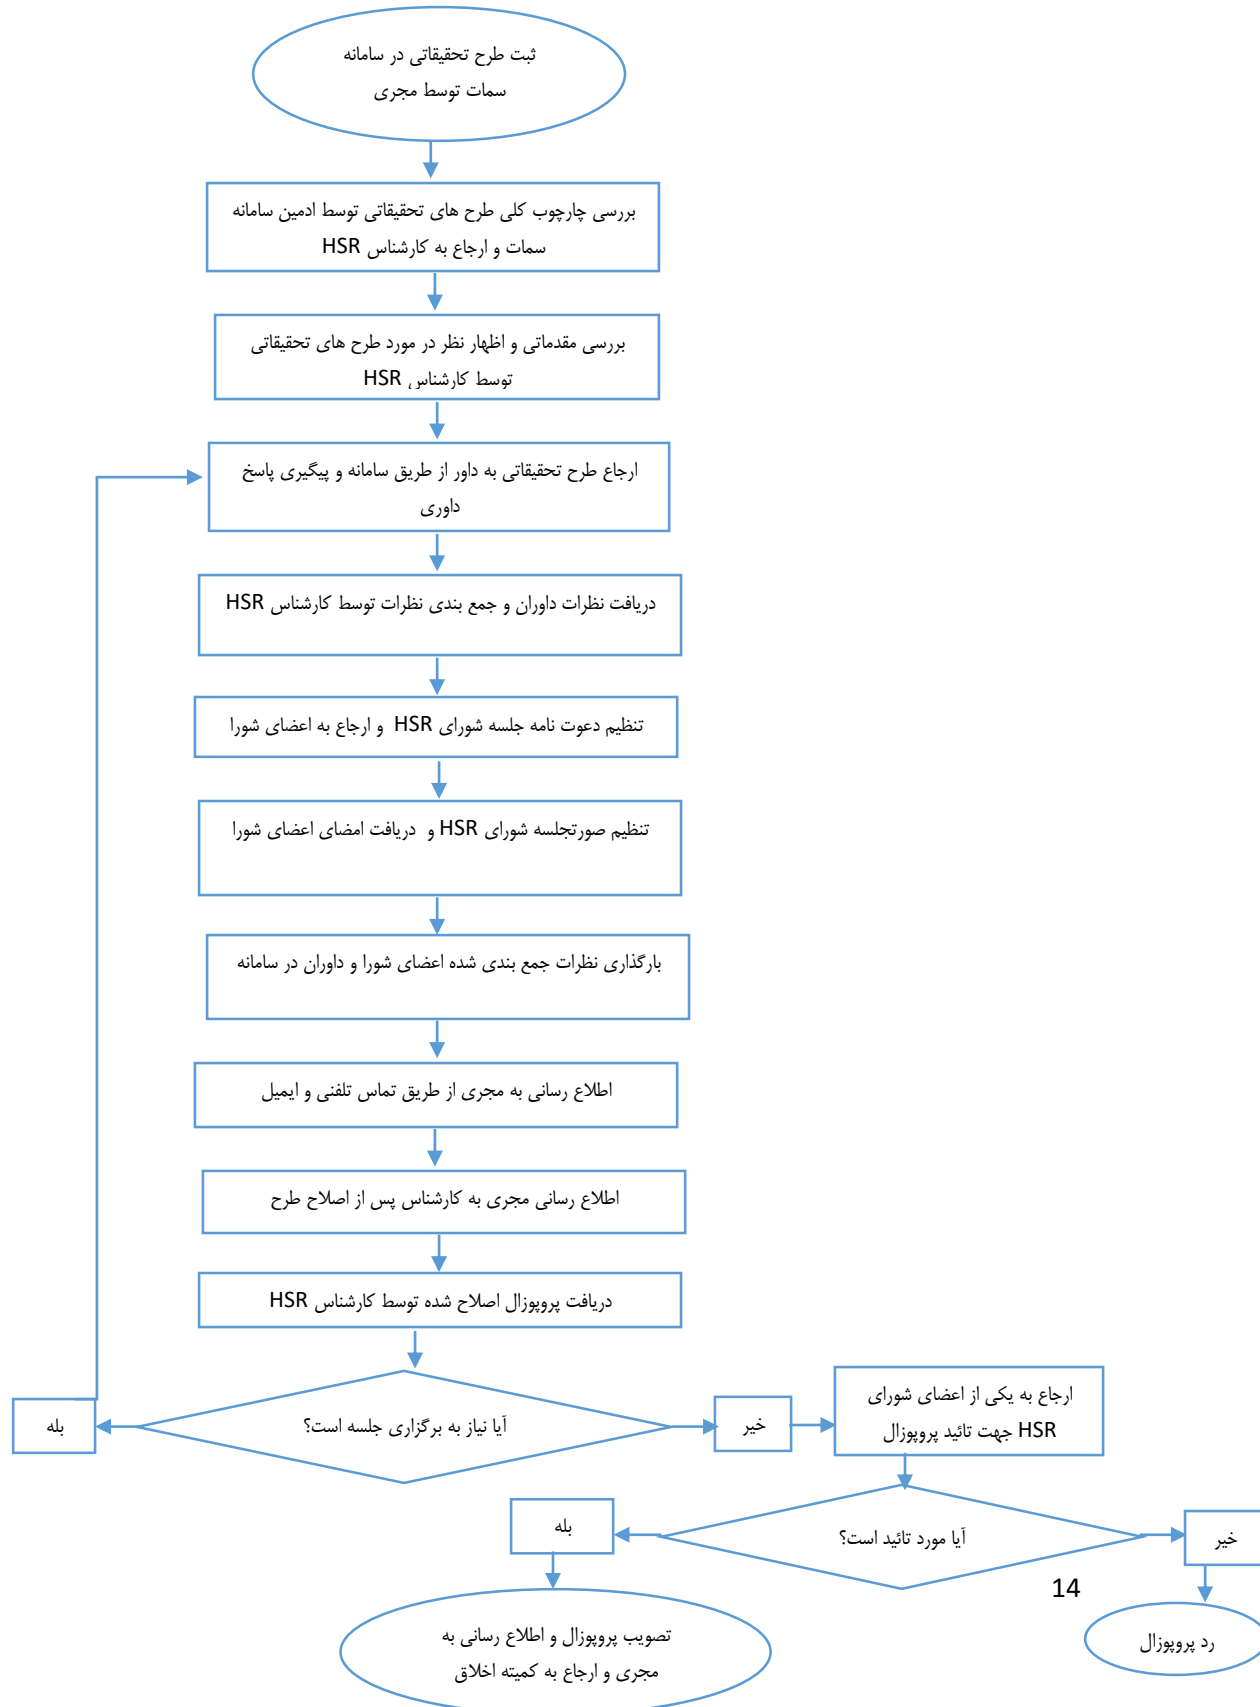 ثبت طرح تحقیقاتی در سامانه
سمات توسط مجری
بررسی چارچوب کلی طرح های تحقیقاتی توسط ادمین سامانه
سمات و ارجاع به کارشناس HSR
بررسی مقدماتی و اظهار نظر در مورد طرح های تحقیقاتی
توسط کارشناس HSR
ارجاع طرح تحقیقاتی به داور از طریق سامانه و پیگیری پاسخ
داوری
دریافت نظرات داوران و جمع بندی نظرات توسط کارشناس HSR
تنظیم دعوت نامه جلسه شورای HSR و ارجاع به اعضای شورا
تنظیم صورتجلسه شورای HSR و دریافت امضای اعضای شورا
بارگذاری نظرات جمع بندی شده اعضای شورا و داوران در سامانه
اطلاع رسانی به مجری از طریق تماس تلفنی و ایمیل
اطلاع رسانی مجری به کارشناس پس از اصلاح طرح
دریافت پروپوزال اصلاح شده توسط کارشناس HSR
آیا نیاز به برگزاری جلسه است؟
بله
خیر
ارجاع به یکی از اعضای شورای
HSR جهت تائید پروپوزال
آیا مورد تائید است؟
بله
خیر
14
تصویب پروپوزال و اطلاع رسانی به
مجری و ارجاع به کمیته اخلاق
رد پروپوزال